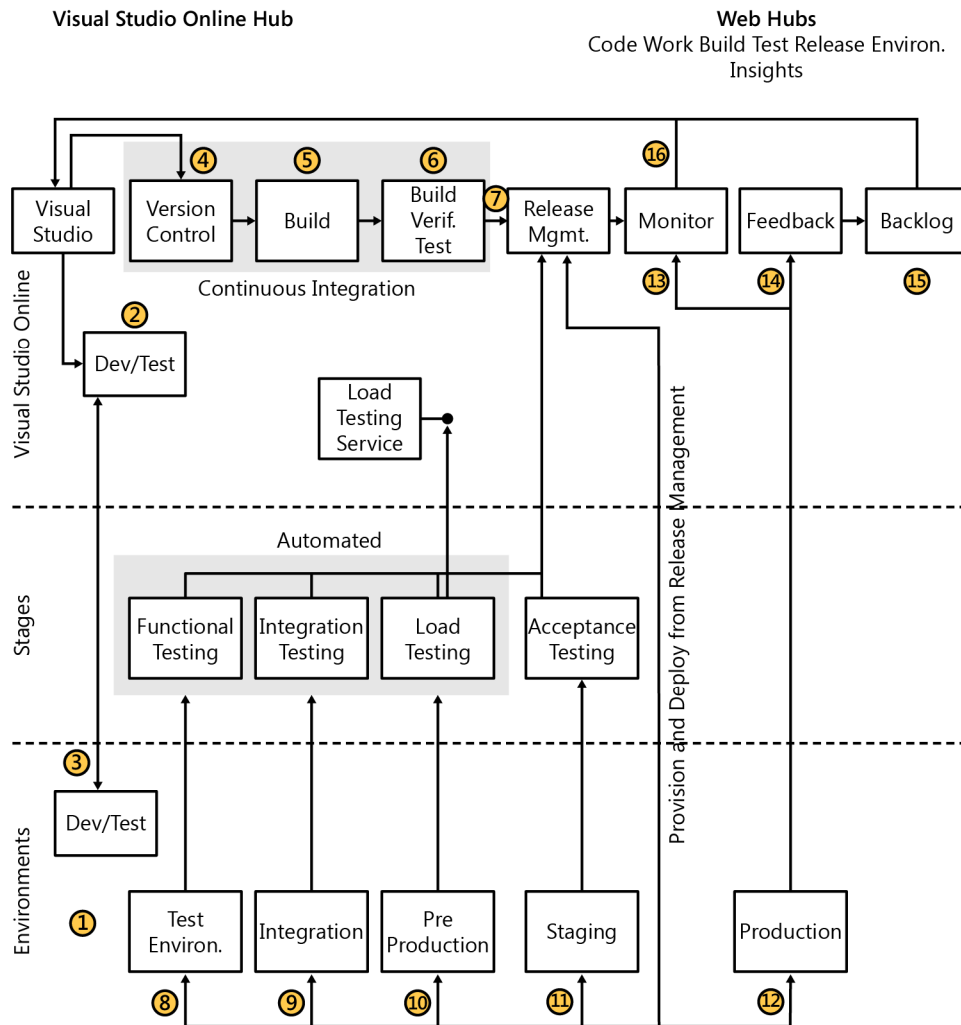 Visual Studio Online Hub
Web Hubs
Code Work Build Test Release Environ.
Insights
4
5
6
7
16
Visual
Studio
Version
Control
Build
Build
Verif.
Test
Release
Mgmt.
Monitor
Feedback
Backlog
Continuous Integration
13
14
15
2
Dev/Test
Visual Studio Online
Load
Testing
Service
Provision and Deploy from Release Management
Automated
Stages
Functional
Testing
Integration
Testing
Load
Testing
Acceptance
Testing
3
Dev/Test
Environments
1
Test
Environ.
Integration
Pre
Production
Staging
Production
8
9
10
11
12